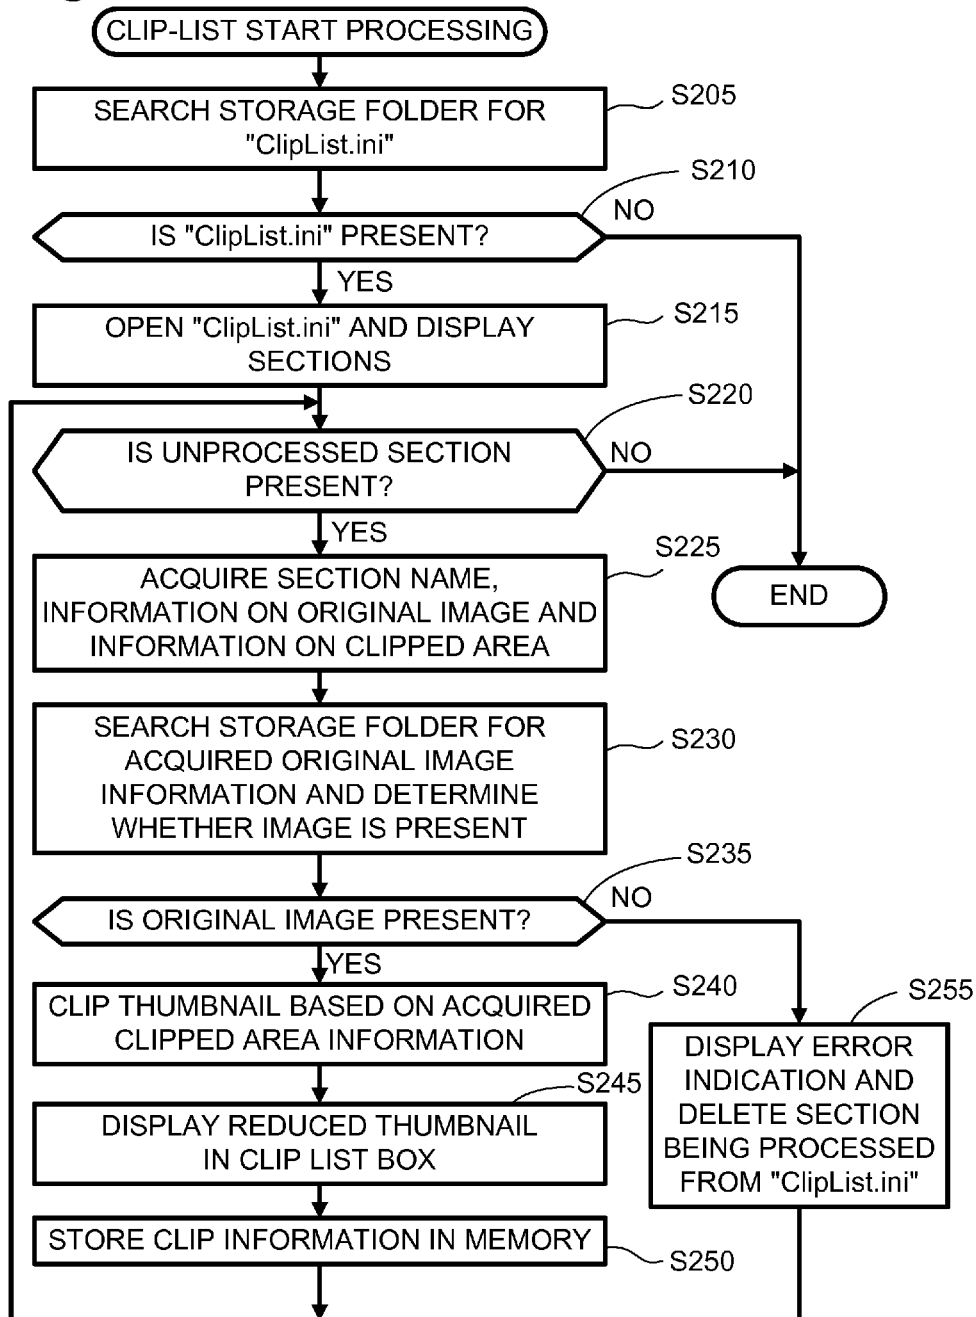 CLIP-LIST START PROCESSING
SEARCH STORAGE FOLDER FOR
"ClipList.ini"
S205
S210
IS "ClipList.ini" PRESENT?
NO
YES
OPEN "ClipList.ini" AND DISPLAY
SECTIONS
S215
S220
IS UNPROCESSED SECTION
PRESENT?
NO
YES
S225
ACQUIRE SECTION NAME,
INFORMATION ON ORIGINAL IMAGE AND
INFORMATION ON CLIPPED AREA
END
SEARCH STORAGE FOLDER FOR
ACQUIRED ORIGINAL IMAGE
INFORMATION AND DETERMINE
WHETHER IMAGE IS PRESENT
S230
S235
IS ORIGINAL IMAGE PRESENT?
NO
YES
CLIP THUMBNAIL BASED ON ACQUIRED
CLIPPED AREA INFORMATION
S240
S255
DISPLAY ERROR
INDICATION AND
DELETE SECTION
BEING PROCESSED
FROM "ClipList.ini"
S245
DISPLAY REDUCED THUMBNAIL
IN CLIP LIST BOX
STORE CLIP INFORMATION IN MEMORY
S250